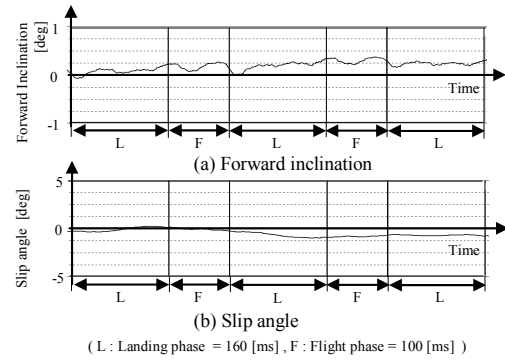 Forward Inclination
[deg]
1
0
-1
Time
L F L F L
(a) Forward inclination
Slip angle [deg]
5
0
-5
Time
L F L F L
(b) Slip angle
( L : Landing phase = 160 [ms] , F : Flight phase = 100 [ms] )